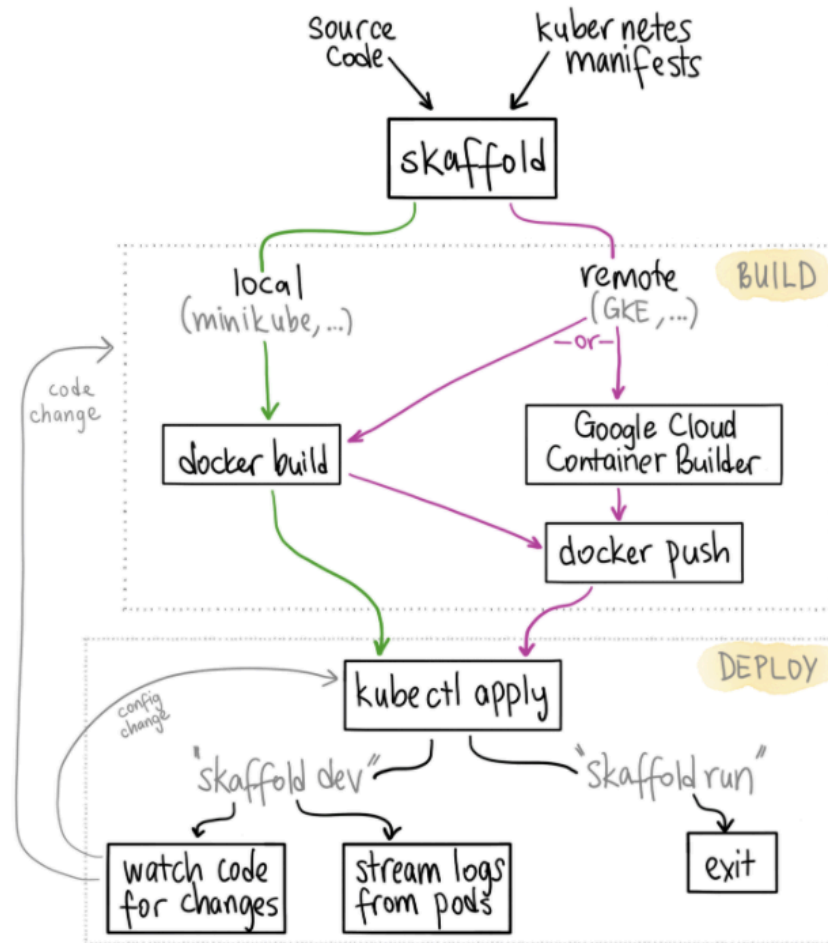 source
code
kubernetes
manifests
skaffold
local
(minikube,...)
remote
(GKE,...)
BUILD
-or-
code
change
docker build
Google Cloud
Container Builder
docker push
DEPLOY
kubectl apply
config
change
"skaffold dev"
"skaffold run"
watch code
for changes
stream logs
from pods
exit